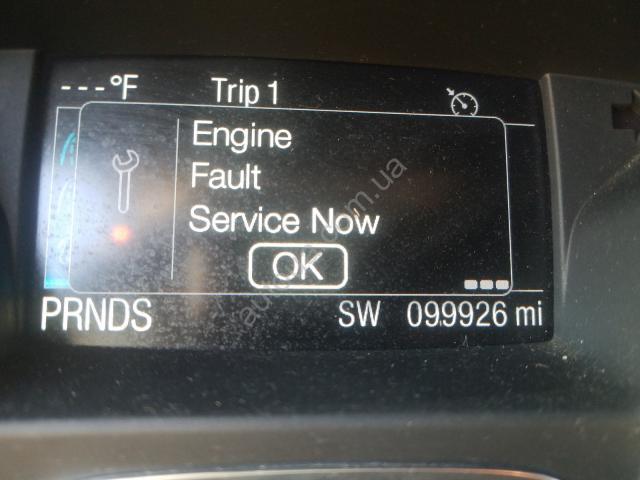 ---°F Trip 1
Engine
Fault
Service Now
OK
PRNDS SW 099926 mi